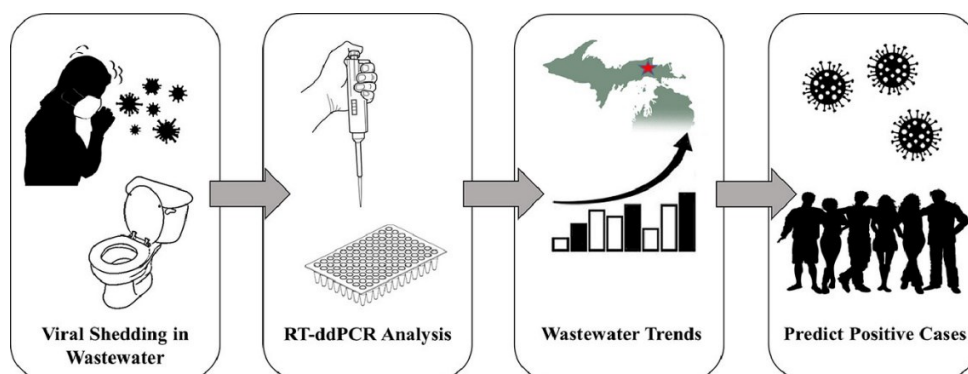 Viral Shedding in
Wastewater
RT-ddPCR Analysis
Wastewater Trends
Predict Positive Cases